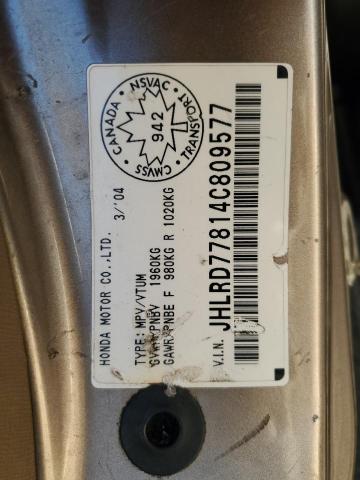 HONDA MOTOR CO.,LTD. 3/'04
TYPE: MPV/VTUM
GVWR/PNBV 1960KG
GAWR/PNBE F 980KG R 1020KG
V.I.N. JHLRD77814C809577
CANADA • NSVAC • TRANSPORT • CMVSS •
942